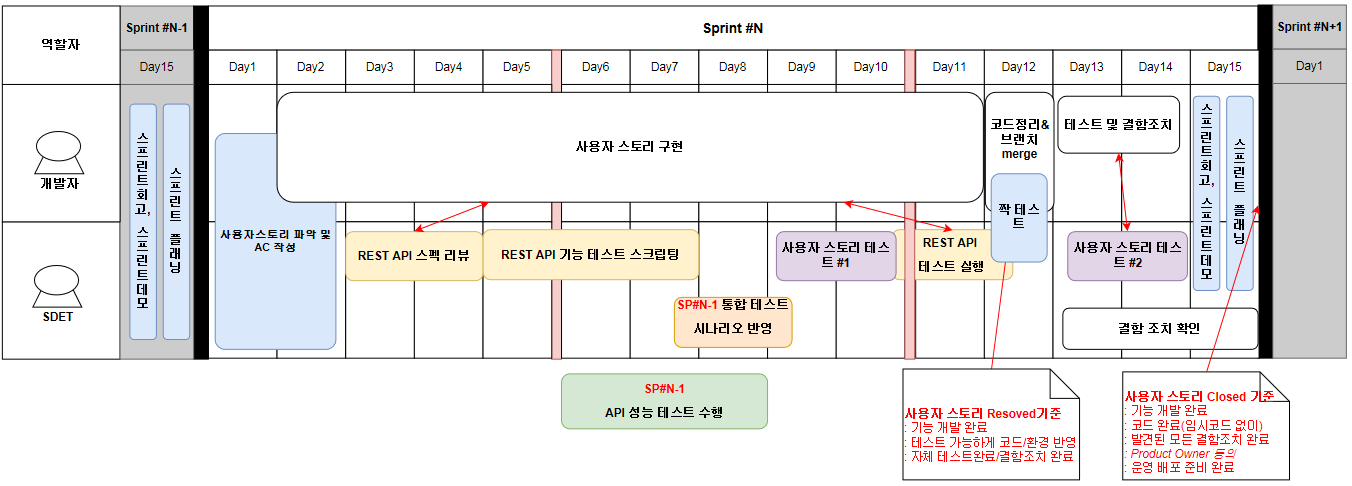 역할자
Sprint #N-1
Sprint #N
Sprint #N+1
Day15
Day1
Day2
Day3
Day4
Day5
Day6
Day7
Day8
Day9
Day10
Day11
Day12
Day13
Day14
Day15
Day1
개발자
SDET
스프린트회고, 스프린트데모
스프린트 플래닝
사용자스토리 파악 및
AC 작성
사용자 스토리 구현
코드정리&
브랜치
merge
짝 테스
트
테스트 및 결함조치
스프린트회고, 스프린트데모
스프린트 플래닝
REST API 스펙 리뷰
REST API 기능 테스트 스크립팅
사용자 스토리 테스
트 #1
REST API
테스트 실행
사용자 스토리 테스
트 #2
SP#N-1 통합 테스트
시나리오 반영
결함 조치 확인
SP#N-1
API 성능 테스트 수행
사용자 스토리 Resoved기준
: 기능 개발 완료
: 테스트 가능하게 코드/환경 반영
: 자체 테스트완료/결함조치 완료
사용자 스토리 Closed 기준
: 기능 개발 완료
: 코드 완료(임시코드 없이)
: 발견된 모든 결함조치 완료
: Product Owner 동의
: 운영 배포 준비 완료